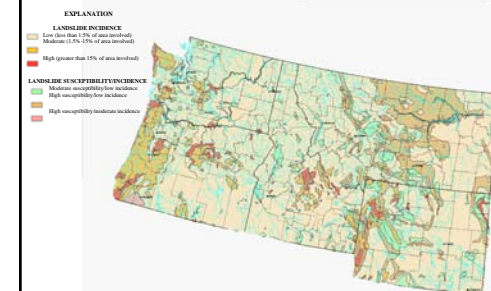 EXPLANATION
LANDSLIDE INCIDENCE
Low (less than 1.5% of area involved)
Moderate (1.5%-15% of area involved)
High (greater than 15% of area involved)
LANDSLIDE SUSCEPTIBILITY/INCIDENCE
Moderate susceptibility/low incidence
High susceptibility/low incidence
High susceptibility/moderate incidence